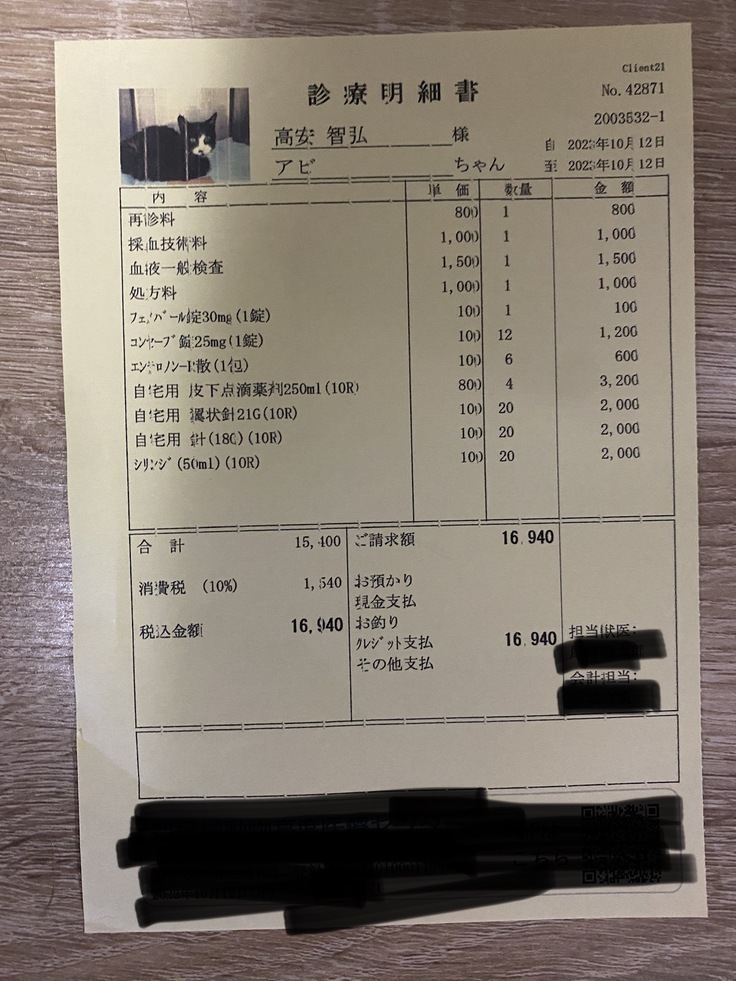 Client21
診療明細書
No.42871
2003532-1
高安 智弘 様
自 2023年10月12日
アビ ちゃん
至 2023年10月12日
内 容 単 価 数量 金 額
再診料 800 1 800
採血技術料 1,000 1 1,000
血液一般検査 1,500 1 1,500
処方料 1,000 1 1,000
フェノバール錠30mg(1錠) 100 1 100
コンセーブ錠25mg(1錠) 100 12 1,200
エンテロノーR散(1包) 100 6 600
自宅用 皮下点滴薬剤250ml(10R) 800 4 3,200
自宅用 翼状針21G(10R) 100 20 2,000
自宅用 針(18G)(10R) 100 20 2,000
シリンジ(50ml)(10R) 100 20 2,000
合 計 15,400
ご請求額 16,940
消費税 (10%) 1,540
お預かり
現金支払
税込金額 16,940
お釣り
クレジット支払 16,940
その他支払
担当獣医:
会計担当: